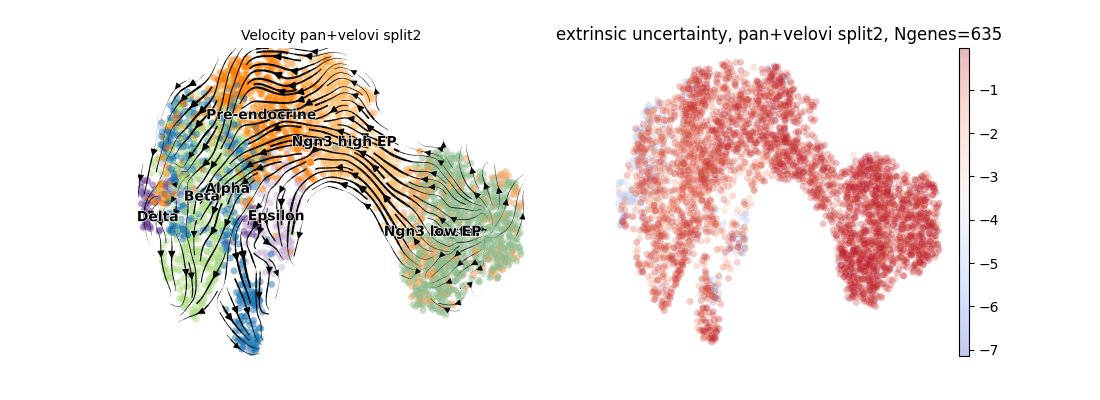 Velocity pan+velovi split2
extrinsic uncertainty, pan+velovi split2, Ngenes=635
Pre-endocrine
Ngn3 high EP
Alpha
Beta
Delta
Epsilon
Ngn3 low EP
−1
−2
−3
−4
−5
−6
−7